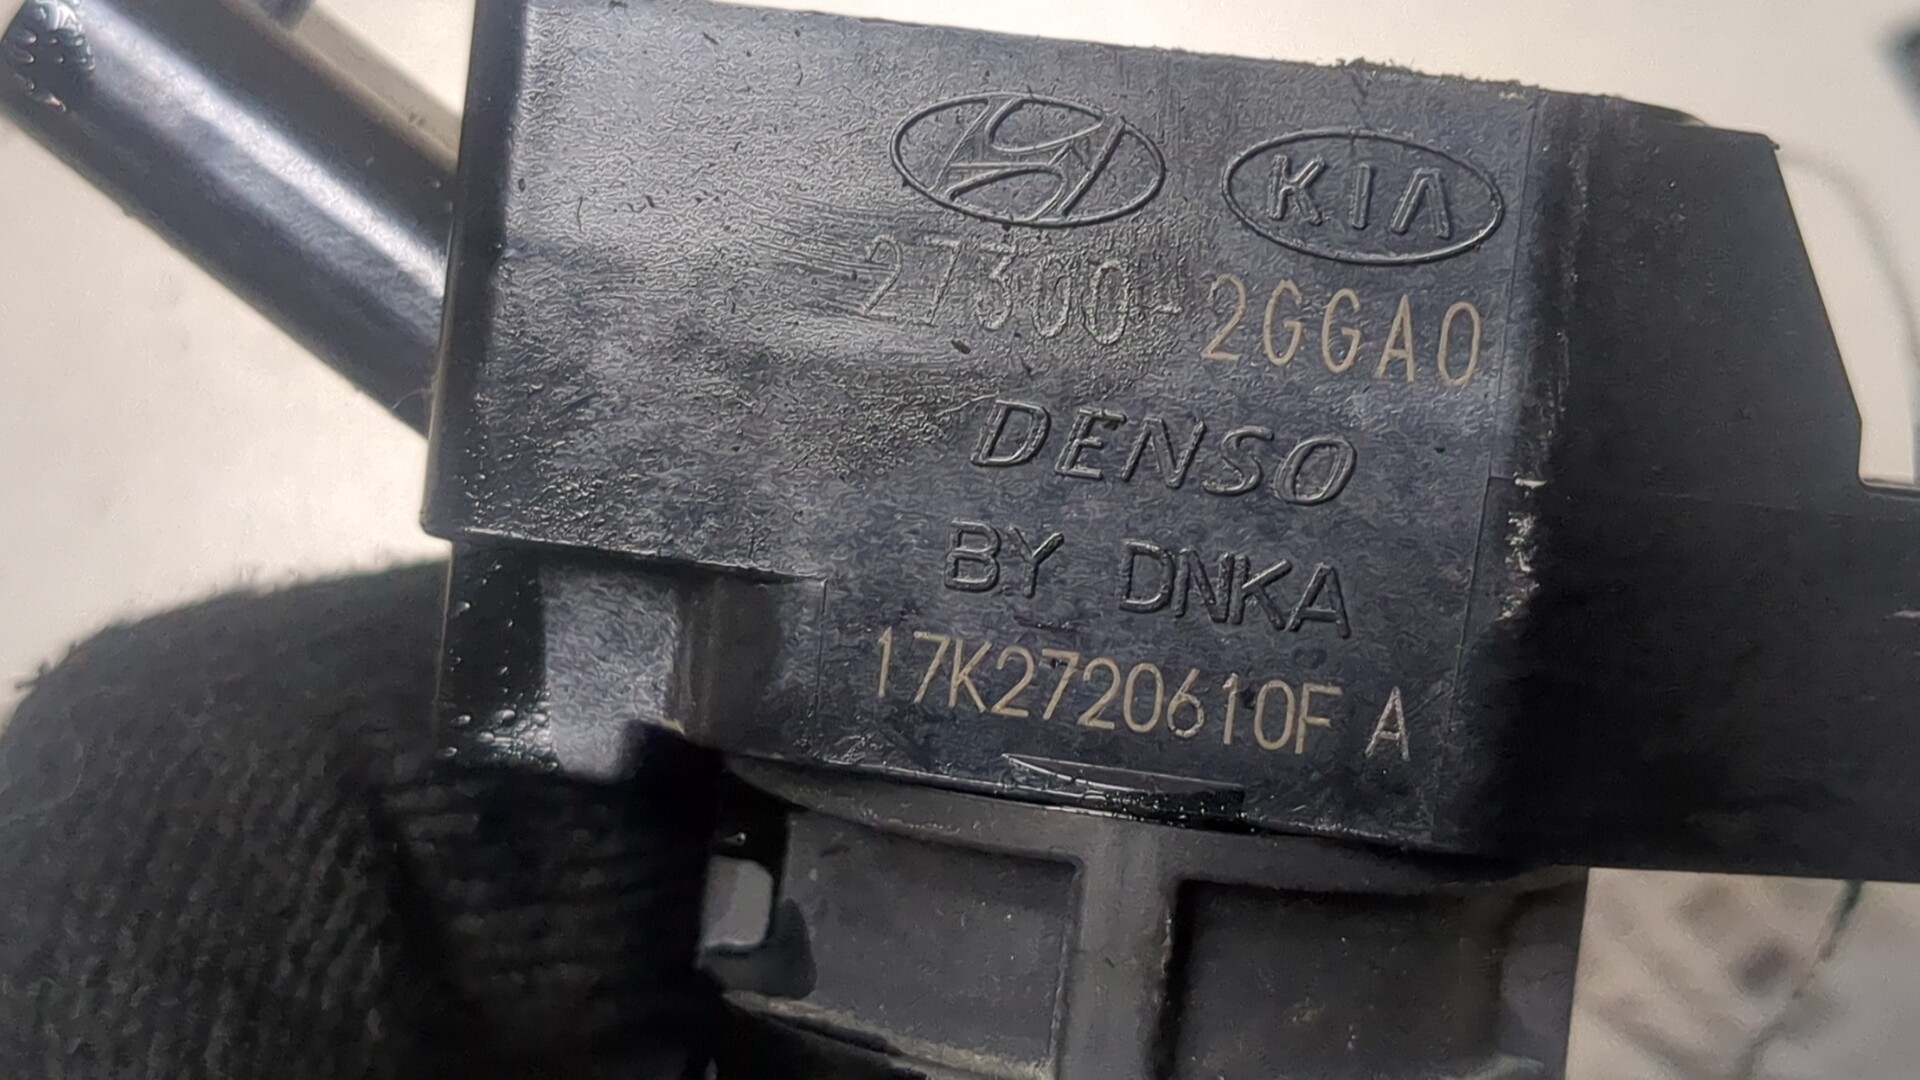 KIA
27300-2GGA0
DENSO
BY DNKA
17K2720610F A